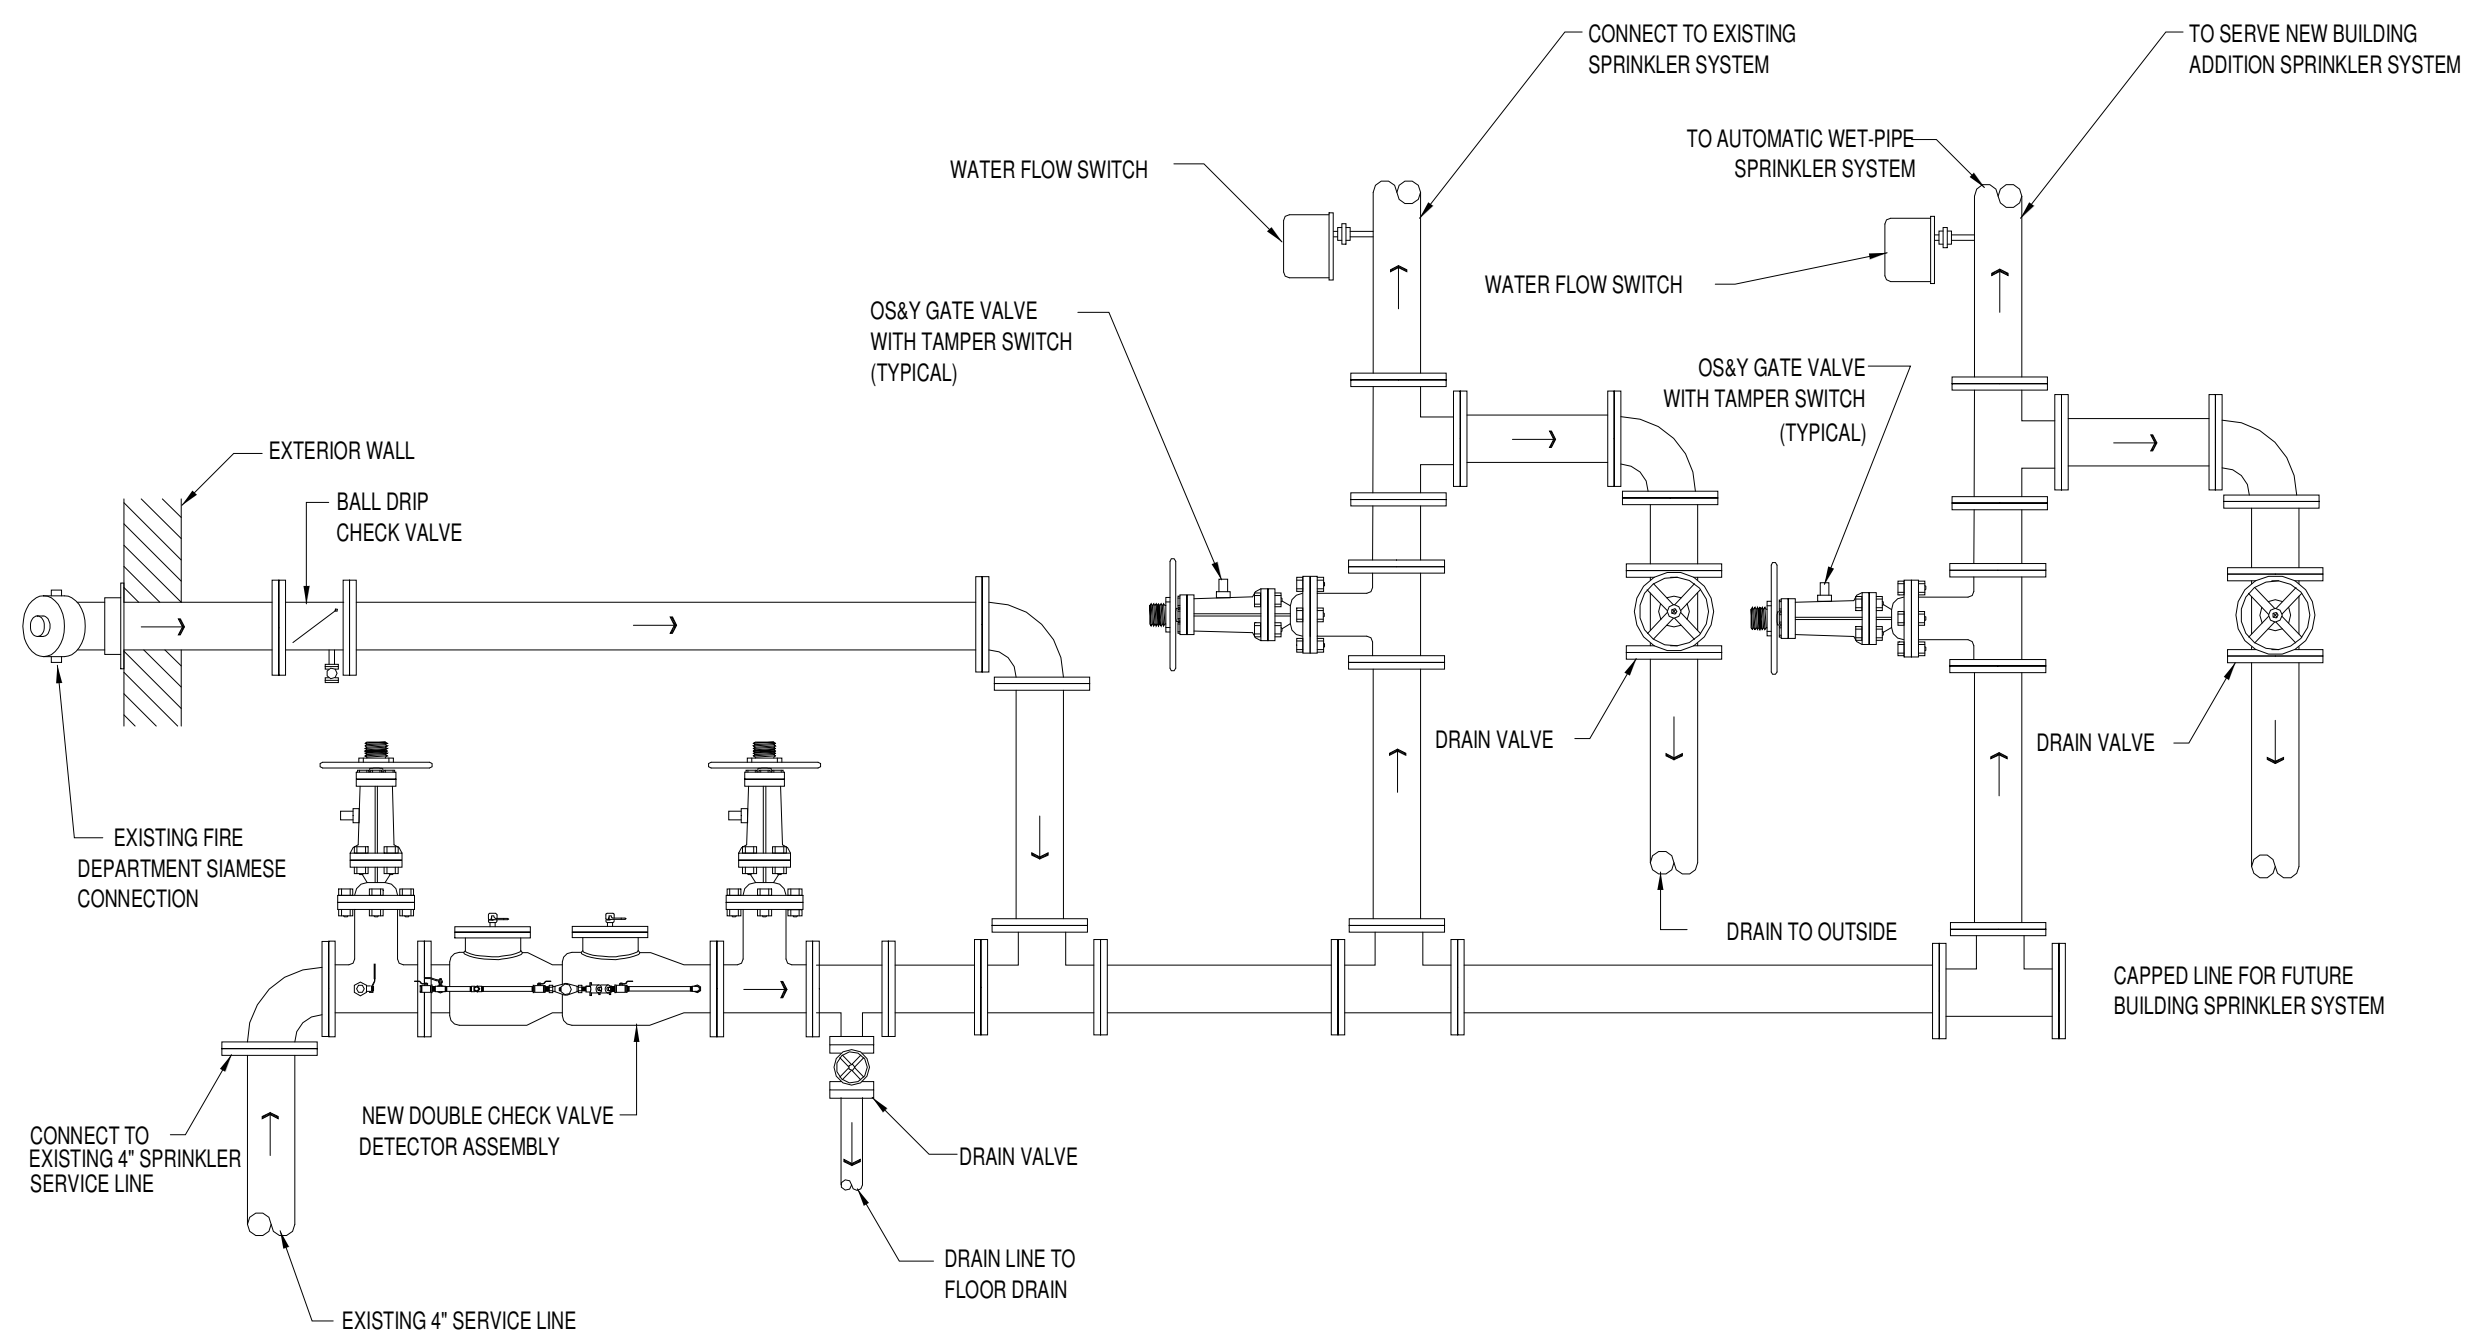 CONNECT TO EXISTING
SPRINKLER SYSTEM
TO SERVE NEW BUILDING
ADDITION SPRINKLER SYSTEM
TO AUTOMATIC WET-PIPE
SPRINKLER SYSTEM
WATER FLOW SWITCH
WATER FLOW SWITCH
OS&Y GATE VALVE
WITH TAMPER SWITCH
(TYPICAL)
OS&Y GATE VALVE
WITH TAMPER SWITCH
(TYPICAL)
EXTERIOR WALL
BALL DRIP
CHECK VALVE
DRAIN VALVE
DRAIN VALVE
EXISTING FIRE
DEPARTMENT SIAMESE
CONNECTION
DRAIN TO OUTSIDE
CAPPED LINE FOR FUTURE
BUILDING SPRINKLER SYSTEM
NEW DOUBLE CHECK VALVE
DETECTOR ASSEMBLY
CONNECT TO
EXISTING 4" SPRINKLER
SERVICE LINE
DRAIN VALVE
DRAIN LINE TO
FLOOR DRAIN
EXISTING 4" SERVICE LINE